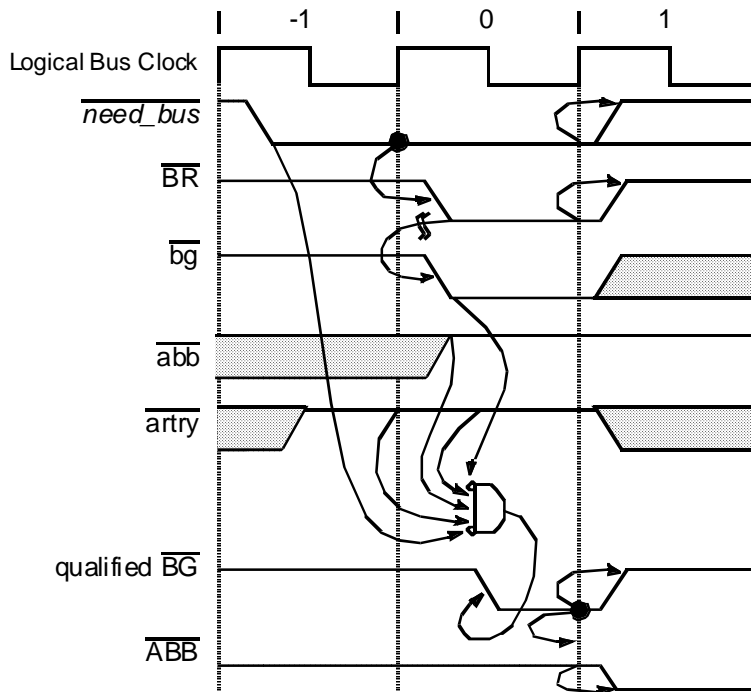 -1 0 1
Logical Bus Clock
need_bus
BR
bg
abb
artry
qualified BG
ABB